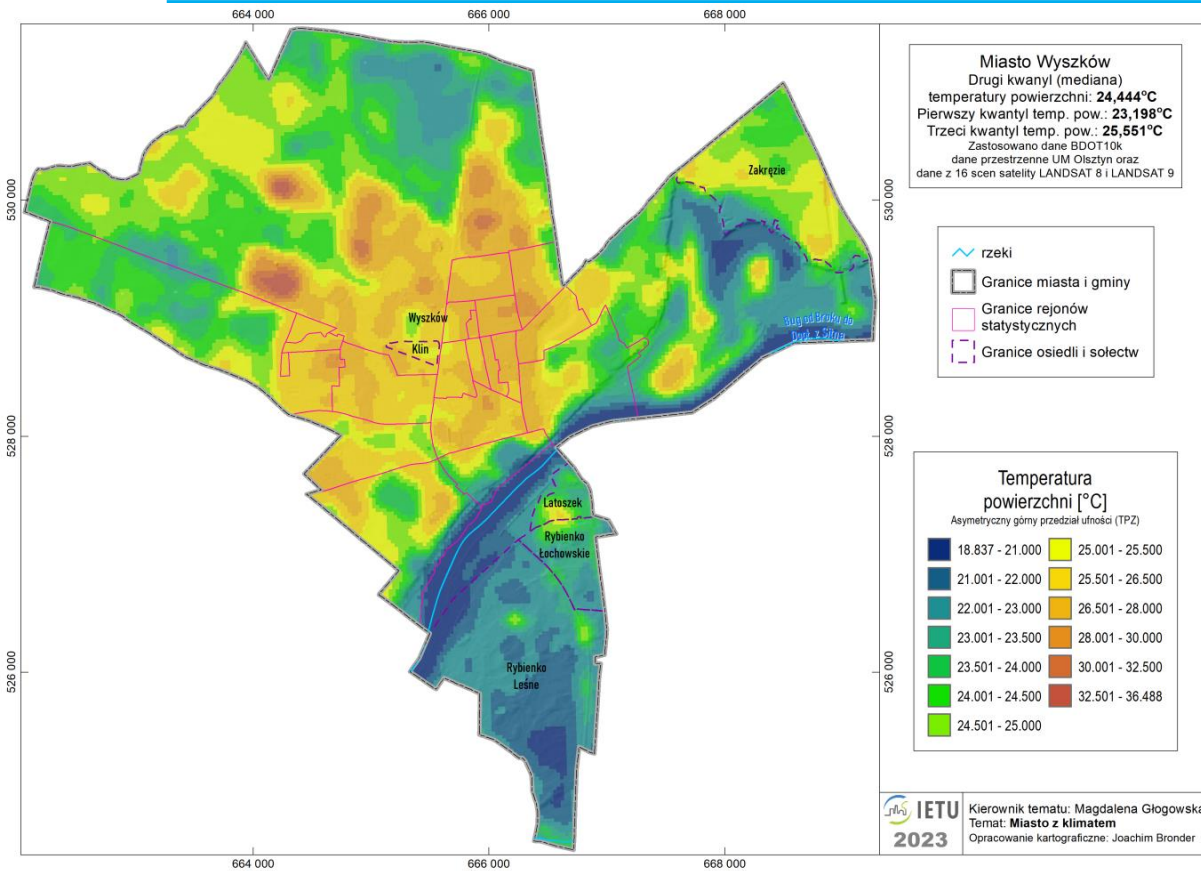 664 000
666 000
668 000
530 000
528 000
526 000
530 000
528 000
526 000
664 000
666 000
668 000
Zakręzie
Wyszków
Klin
Bug od Broku do
Dopł. z Sitna
Latoszek
Rybienko
Łochowskie
Rybienko
Leśne
Miasto Wyszków
Drugi kwanyl (mediana)
temperatury powierzchni: 24,444°C
Pierwszy kwantyl temp. pow.: 23,198°C
Trzeci kwantyl temp. pow.: 25,551°C
Zastosowano dane BDOT10k
dane przestrzenne UM Olsztyn oraz
dane z 16 scen satelity LANDSAT 8 i LANDSAT 9
rzeki
Granice miasta i gminy
Granice rejonów
statystycznych
Granice osiedli i sołectw
Temperatura
powierzchni [°C]
Asymetryczny górny przedział ufności (TPZ)
18.837 - 21.000
21.001 - 22.000
22.001 - 23.000
23.001 - 23.500
23.501 - 24.000
24.001 - 24.500
24.501 - 25.000
25.001 - 25.500
25.501 - 26.500
26.501 - 28.000
28.001 - 30.000
30.001 - 32.500
32.501 - 36.488
IETU
2023
Kierownik tematu: Magdalena Głogowska
Temat: Miasto z klimatem
Opracowanie kartograficzne: Joachim Bronder